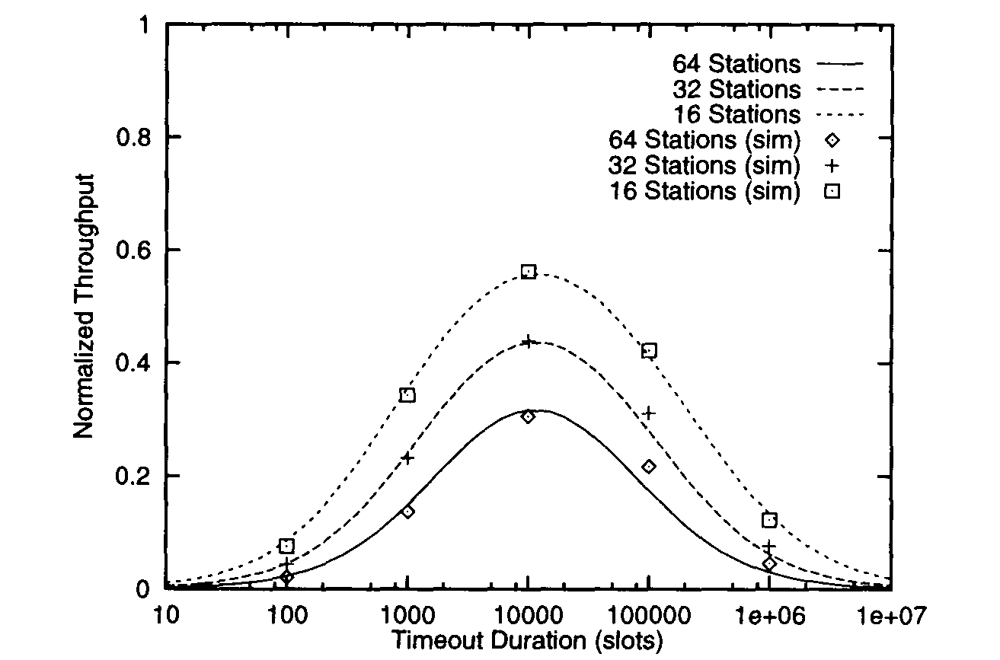 1
0.8
0.6
0.4
0.2
0
Normalized Throughput
64 Stations
32 Stations
16 Stations
64 Stations (sim)
32 Stations (sim)
16 Stations (sim)
10 100 1000 10000 100000 1e+06 1e+07
Timeout Duration (slots)